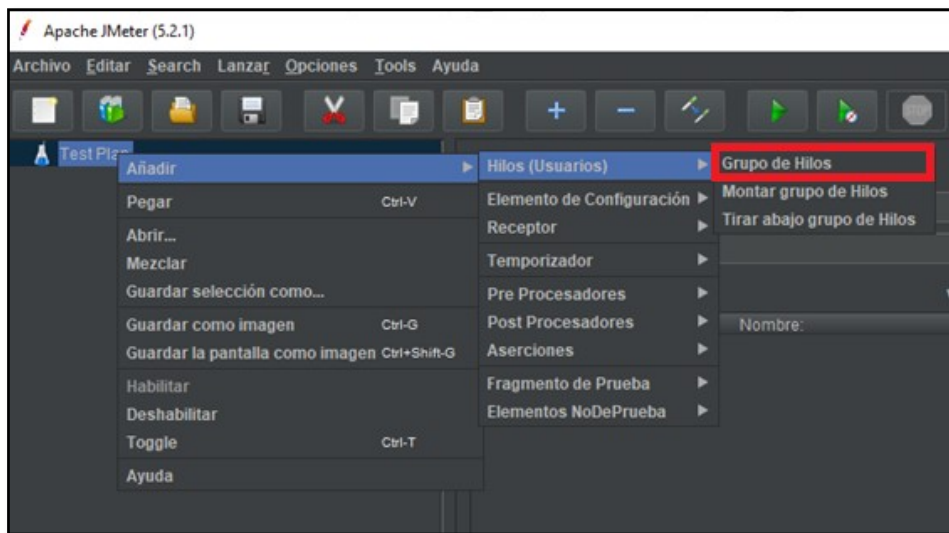 Apache JMeter (5.2.1)
Archivo Editar Search Lanzar Opciones Tools Ayuda
STOP
Test Plan
Añadir
Pegar Ctrl-V
Abrir...
Mezclar
Guardar selección como...
Guardar como imagen Ctrl-G
Guardar la pantalla como imagen Ctrl+Shift-G
Habilitar
Deshabilitar
Toggle Ctrl-T
Ayuda
Hilos (Usuarios)
Elemento de Configuración
Receptor
Temporizador
Pre Procesadores
Post Procesadores
Aserciones
Fragmento de Prueba
Elementos NoDePrueba
Grupo de Hilos
Montar grupo de Hilos
Tirar abajo grupo de Hilos
Nombre: